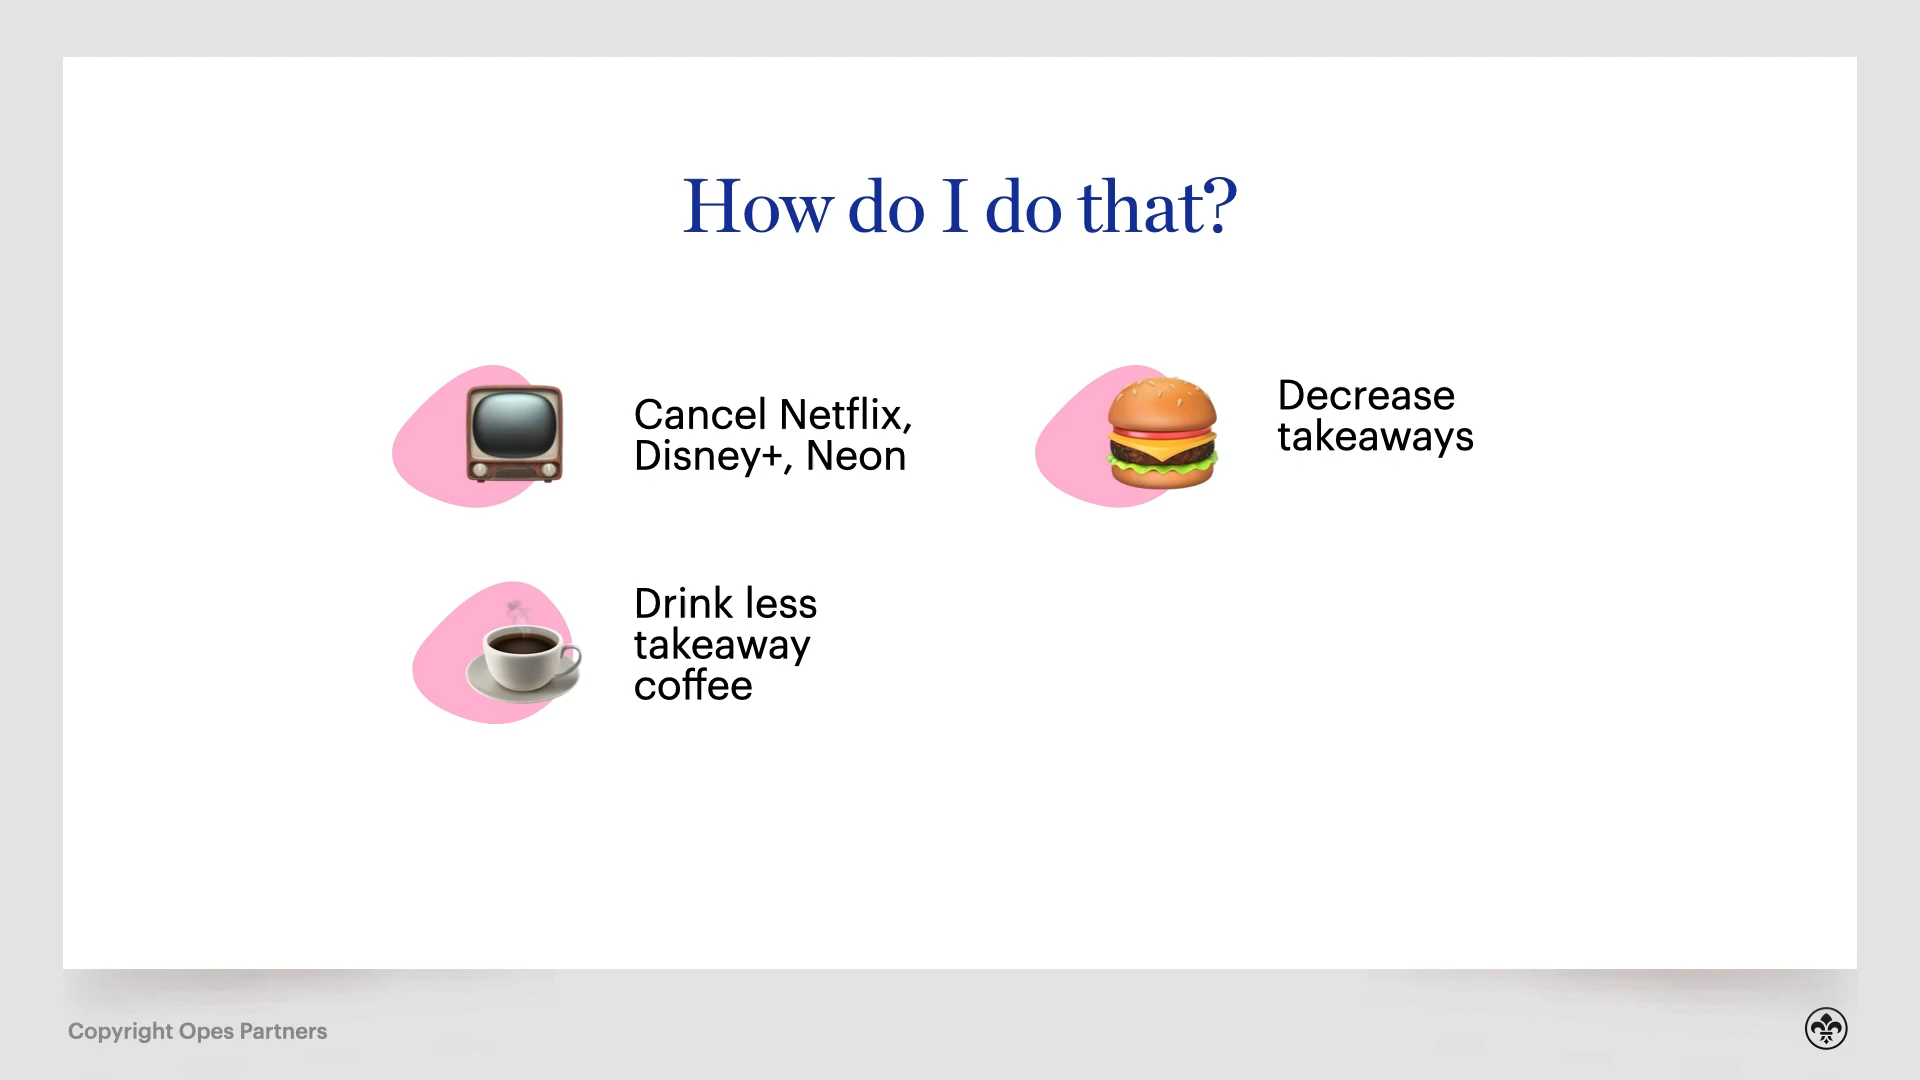 How do I do that?
Cancel Netflix,
Disney+, Neon
Decrease
takeaways
Drink less
takeaway
coffee
Copyright Opes Partners